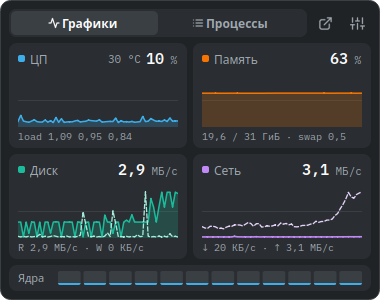 Графики Процессы
ЦП 30 °C 10 %
load 1,09 0,95 0,84
Память 63 %
19,6 / 31 ГиБ · swap 0,5
Диск 2,9 МБ/с
R 2,9 МБ/с · W 0 КБ/с
Сеть 3,1 МБ/с
↓ 20 КБ/с · ↑ 3,1 МБ/с
Ядра